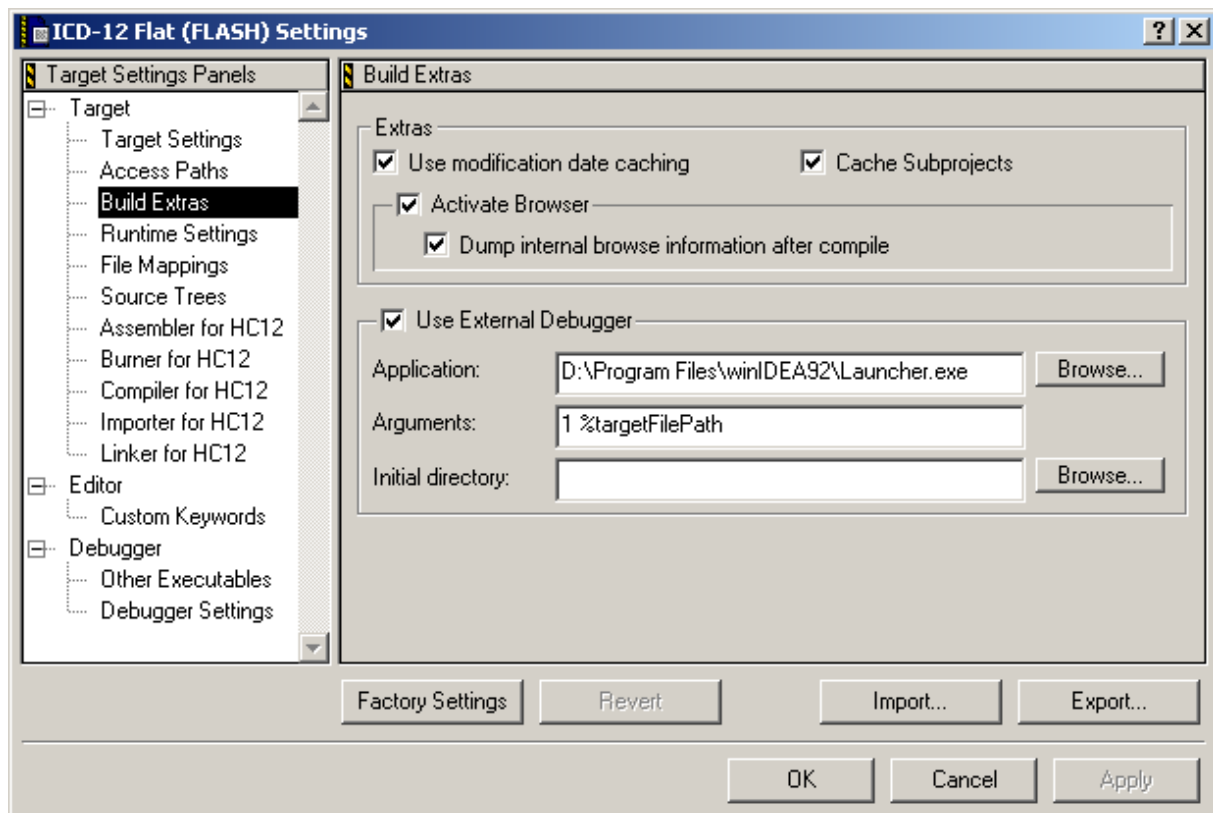 ICD-12 Flat (FLASH) Settings
Target Settings Panels
Target
Target Settings
Access Paths
Build Extras
Runtime Settings
File Mappings
Source Trees
Assembler for HC12
Burner for HC12
Compiler for HC12
Importer for HC12
Linker for HC12
Editor
Custom Keywords
Debugger
Other Executables
Debugger Settings
Build Extras
Extras
Use modification date caching
Cache Subprojects
Activate Browser
Dump internal browse information after compile
Use External Debugger
Application:
D:\Program Files\winIDEA92\Launcher.exe
Browse...
Arguments:
1 %targetFilePath
Initial directory:
Browse...
Factory Settings
Revert
Import...
Export...
OK
Cancel
Apply